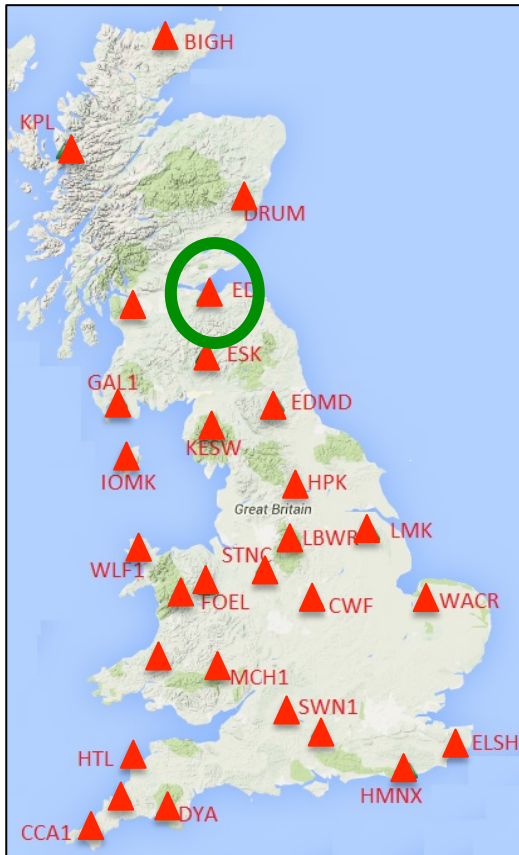 BIGH
KPL
DRUM
ED
ESK
GAL1
EDMD
KESW
IOMK
HPK
Great Britain
LBWR
LMK
STNC
WLF1
FOEL
CWF
WACR
MCH1
SWN1
HTL
ELSH
HMNX
DYA
CCA1